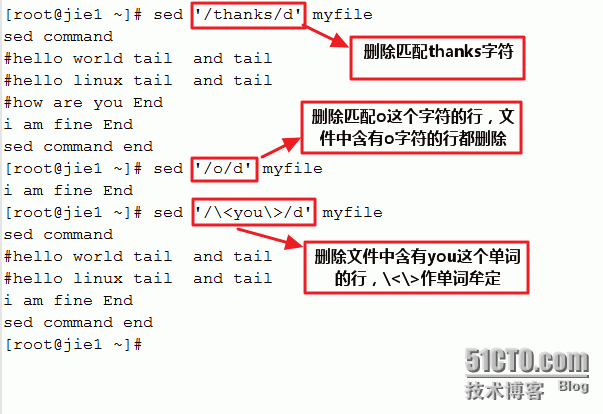 [root@jie1 ~]# sed '/thanks/d' myfile
sed command
#hello world tail  and tail
#hello linux tail  and tail
#how are you End
i am fine End
sed command end
[root@jie1 ~]# sed '/o/d' myfile
i am fine End
[root@jie1 ~]# sed '/\<you\>/d' myfile
sed command
#hello world tail  and tail
#hello linux tail  and tail
i am fine End
sed command end
[root@jie1 ~]#
删除匹配thanks字符
删除匹配o这个字符的行，文
件中含有o字符的行都删除
删除文件中含有you这个单词
的行，\<\>作单词牟定
51CTO.com
技术博客 Blog